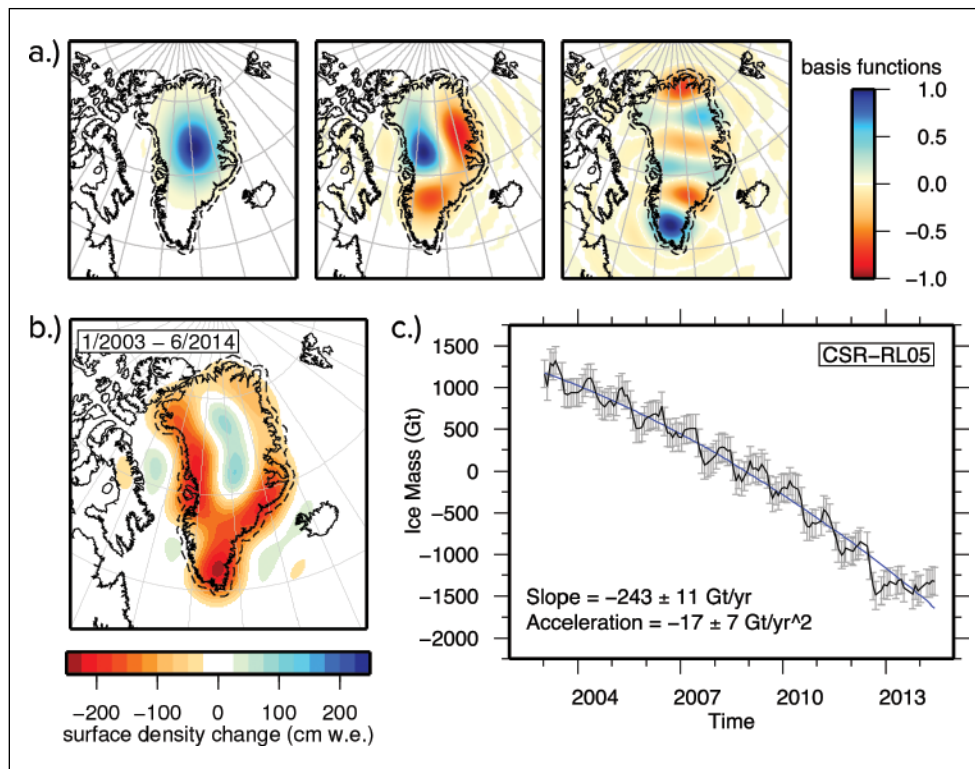 a.)
basis functions
1.0
0.5
0.0
−0.5
−1.0
b.)
1/2003 − 6/2014
−200 −100 0 100 200
surface density change (cm w.e.)
c.)
CSR−RL05
Ice Mass (Gt)
1500
1000
500
0
−500
−1000
−1500
−2000
Slope = −243 ± 11 Gt/yr
Acceleration = −17 ± 7 Gt/yr^2
2004 2007 2010 2013
Time